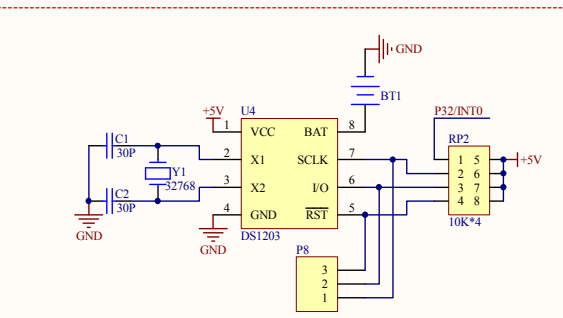 GND
BT1
+5V
U4
P32/INT0
1
VCC
BAT
8
RP2
C1
30P
2
X1
SCLK
7
1
5
+5V
Y1
32768
2
6
3
X2
I/O
6
3
7
C2
30P
4
8
4
GND
RST
5
GND
GND
DS1203
10K*4
P8
3
2
1